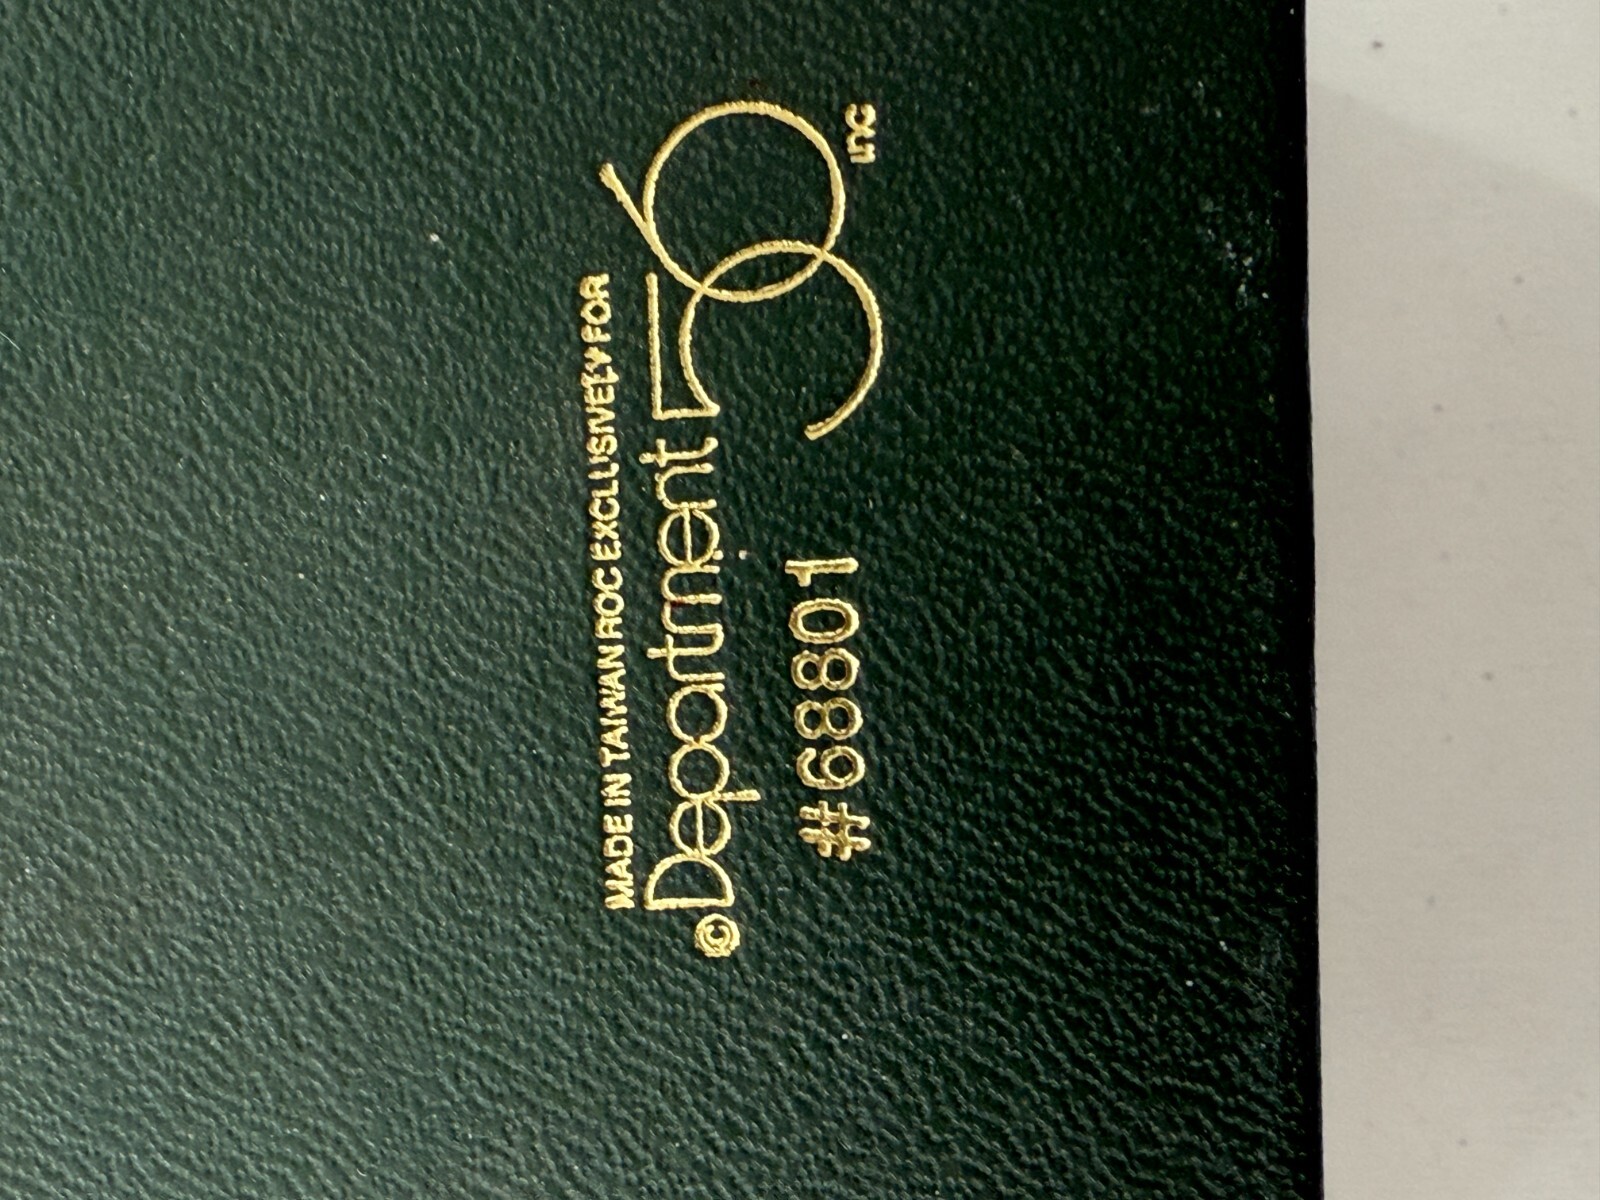 MADE IN TAIWAN ROC EXCLUSIVELY FOR
© Department 56 inc
#68801